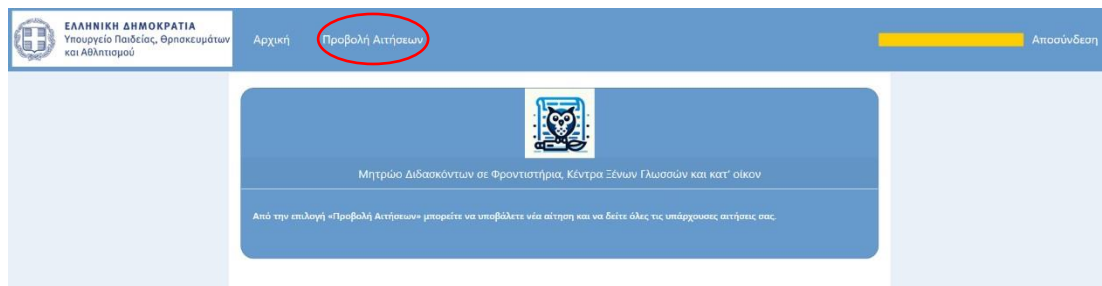 ΕΛΛΗΝΙΚΗ ΔΗΜΟΚΡΑΤΙΑ
Υπουργείο Παιδείας, Θρησκευμάτων
και Αθλητισμού
Αρχική
Προβολή Αιτήσεων
Αποσύνδεση
Μητρώο Διδασκόντων σε Φροντιστήρια, Κέντρα Ξένων Γλωσσών και κατ' οίκον
Από την επιλογή «Προβολή Αιτήσεων» μπορείτε να υποβάλετε νέα αίτηση και να δείτε όλες τις υπάρχουσες αιτήσεις σας.